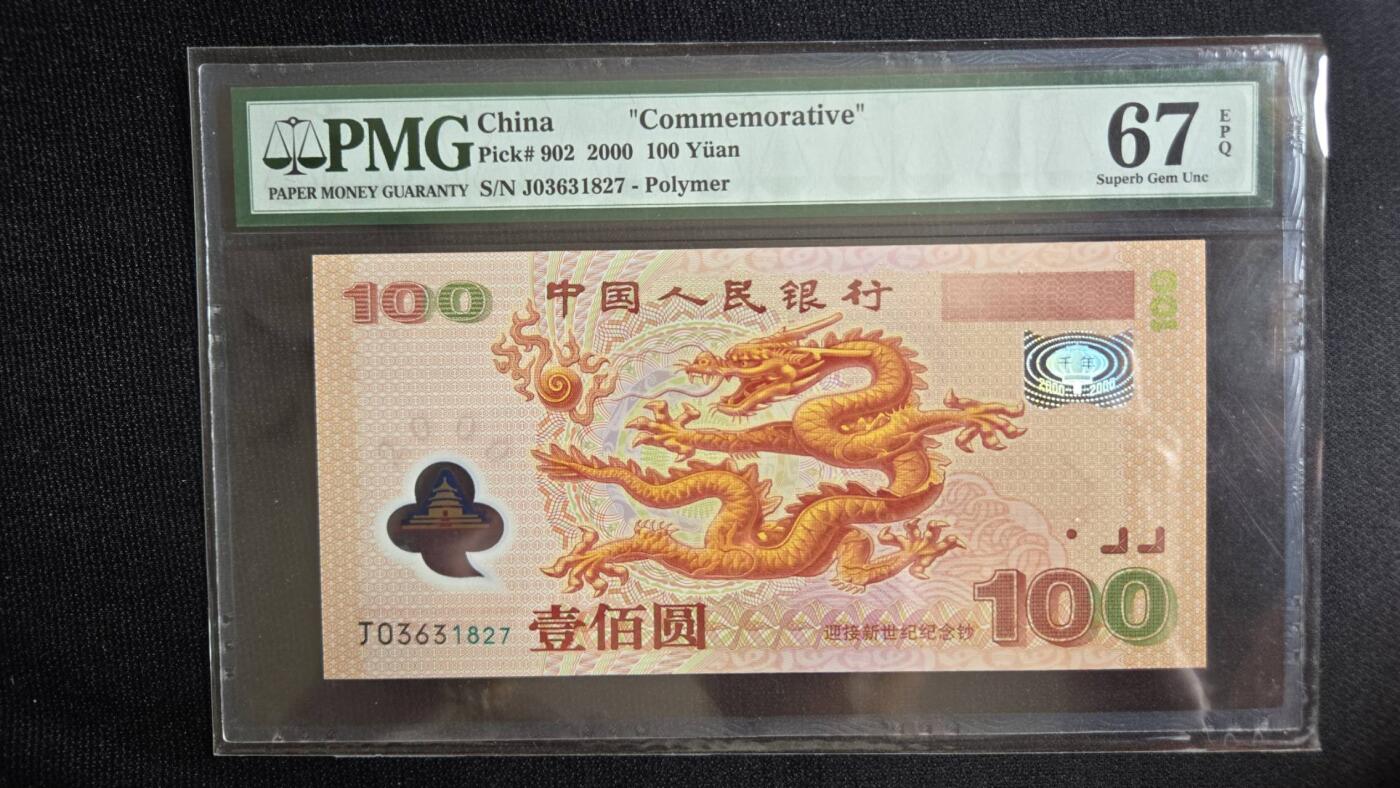 PMG
PAPER MONEY GUARANTY
China "Commemorative"
Pick# 902 2000 100 Yüan
S/N J03631827 - Polymer
67
EPQ
Superb Gem Unc
100
中国人民银行
100
千年
2000 2000
J03631827
壹佰圆
迎接新世纪纪念钞
100